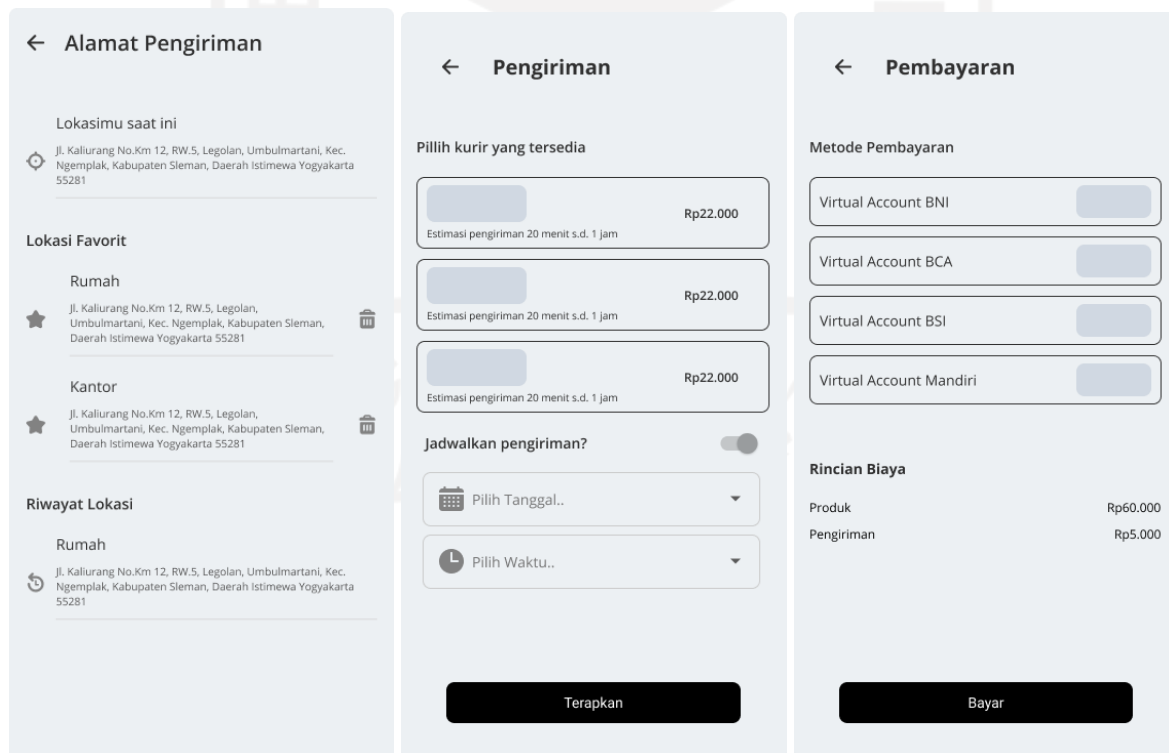 Alamat Pengiriman
Lokasimu saat ini
Jl. Kaliurang No.Km 12, RW.5, Legolan, Umbulmartani, Kec.
Ngemplak, Kabupaten Sleman, Daerah Istimewa Yogyakarta
55281
Lokasi Favorit
Rumah
Jl. Kaliurang No.Km 12, RW.5, Legolan,
Umbulmartani, Kec. Ngemplak, Kabupaten Sleman,
Daerah Istimewa Yogyakarta 55281
Kantor
Jl. Kaliurang No.Km 12, RW.5, Legolan,
Umbulmartani, Kec. Ngemplak, Kabupaten Sleman,
Daerah Istimewa Yogyakarta 55281
Riwayat Lokasi
Rumah
Jl. Kaliurang No.Km 12, RW.5, Legolan, Umbulmartani, Kec.
Ngemplak, Kabupaten Sleman, Daerah Istimewa Yogyakarta
55281
Pengiriman
Pillih kurir yang tersedia
Rp22.000
Estimasi pengiriman 20 menit s.d. 1 jam
Rp22.000
Estimasi pengiriman 20 menit s.d. 1 jam
Rp22.000
Estimasi pengiriman 20 menit s.d. 1 jam
Jadwalkan pengiriman?
Pilih Tanggal..
Pilih Waktu..
Terapkan
Pembayaran
Metode Pembayaran
Virtual Account BNI
Virtual Account BCA
Virtual Account BSI
Virtual Account Mandiri
Rincian Biaya
Produk Rp60.000
Pengiriman Rp5.000
Bayar